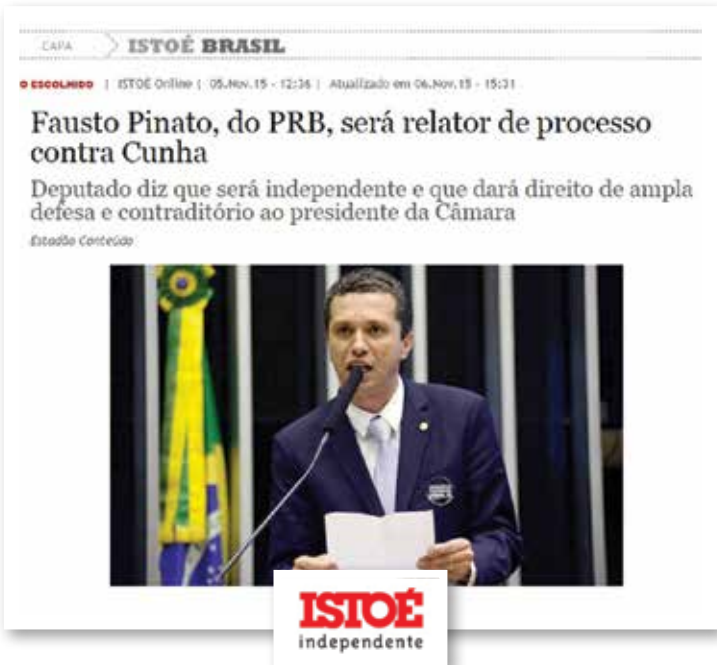 CAPA
ISTOÉ BRASIL
O ESCOLHIDO | ISTOÉ Online | 05.Nov.15 - 12:36 | Atualizado em 06.Nov.15 - 15:31
Fausto Pinato, do PRB, será relator de processo
contra Cunha
Deputado diz que será independente e que dará direito de ampla
defesa e contraditório ao presidente da Câmara
Estadão Conteúdo
ISTOÉ
independente